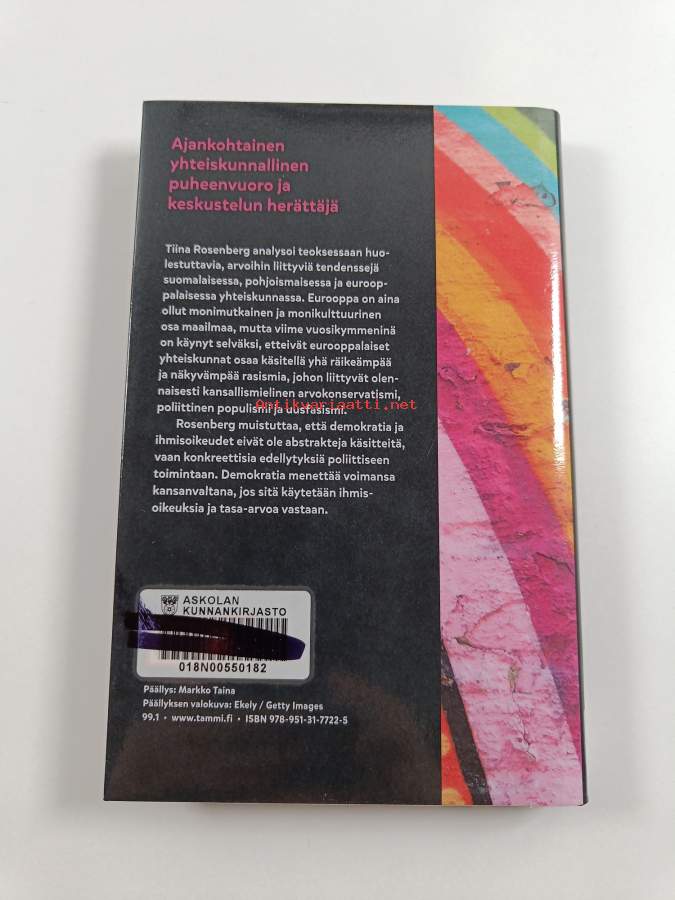 Ajankohtainen
yhteiskunnallinen
puheenvuoro ja
keskustelun herättäjä
Tiina Rosenberg analysoi teoksessaan huo-
lestuttavia, arvoihin liittyviä tendenssejä
suomalaisessa, pohjoismaisessa ja euroop-
palaisessa yhteiskunnassa. Eurooppa on aina
ollut monimutkainen ja monikulttuurinen
osa maailmaa, mutta viime vuosikymmeninä
on käynyt selväksi, etteivät eurooppalaiset
yhteiskunnat osaa käsitellä yhä räikeämpää
ja näkyvämpää rasismia, johon liittyvät olen-
naisesti kansallismielinen arvokonservatismi,
poliittinen populismi ja uusfasismi.
Antikvariaatti.net
Rosenberg muistuttaa, että demokratia ja
ihmisoikeudet eivät ole abstrakteja käsitteitä,
vaan konkreettisia edellytyksiä poliittiseen
toimintaan. Demokratia menettää voimansa
kansanvaltana, jos sitä käytetään ihmis-
oikeuksia ja tasa-arvoa vastaan.
ASKOLAN
KUNNANKIRJASTO
018N00550182
Päällys: Markko Taina
Päällyksen valokuva: Ekely / Getty Images
99.1 • www.tammi.fi • ISBN 978-951-31-7722-5